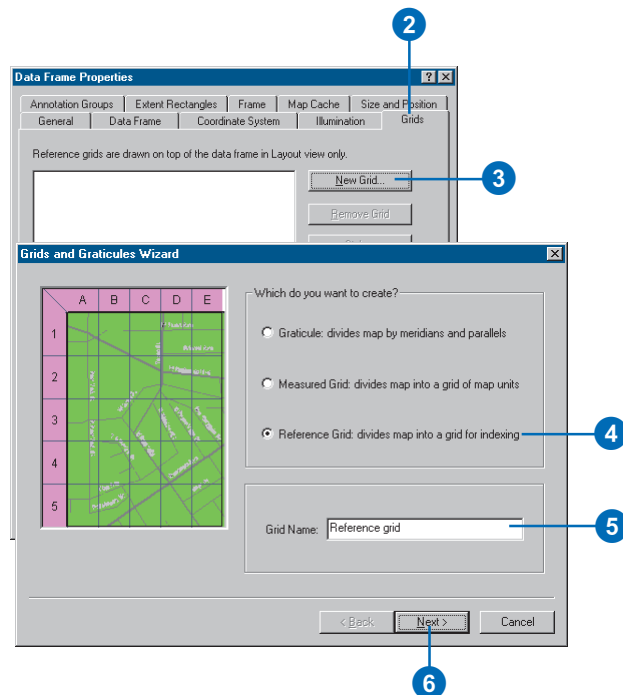 2
Data Frame Properties
Annotation Groups Extent Rectangles Frame Map Cache Size and Position
General Data Frame Coordinate System Illumination Grids
Reference grids are drawn on top of the data frame in Layout view only.
New Grid... 3
Remove Grid
Grids and Graticules Wizard
A B C D E
1
2
3
4
5
Which do you want to create?
Graticule: divides map by meridians and parallels
Measured Grid: divides map into a grid of map units
Reference Grid: divides map into a grid for indexing 4
Grid Name: Reference grid 5
< Back Next > Cancel
6